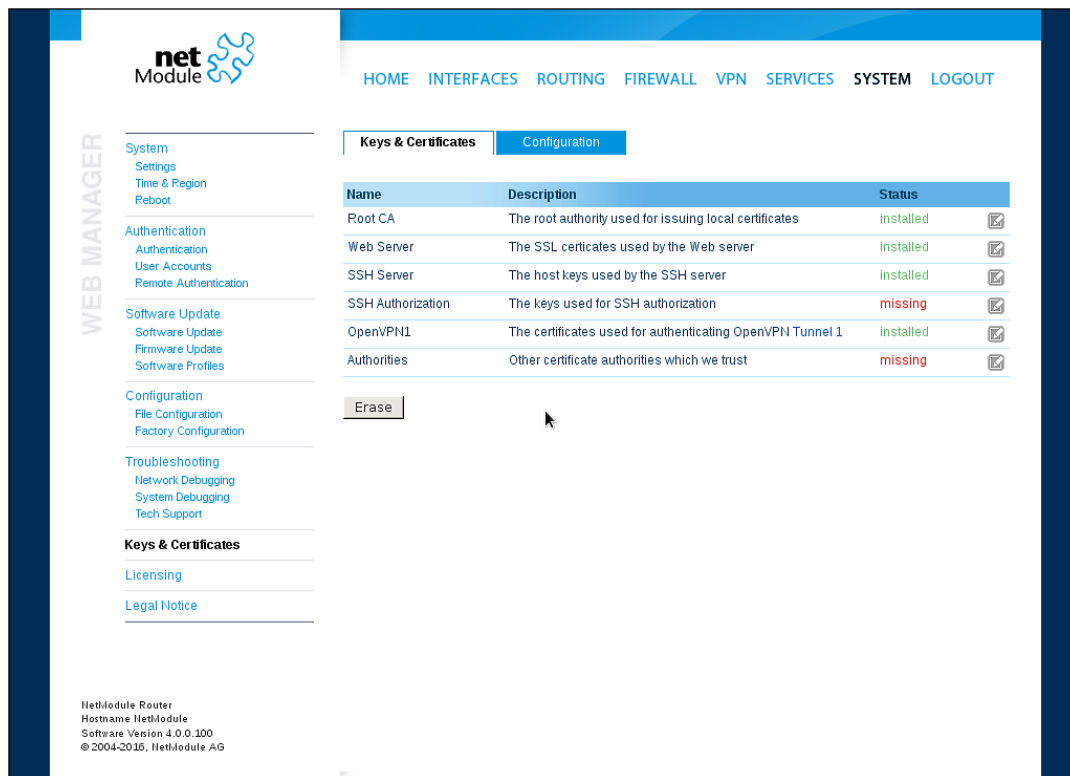 net
Module
HOME INTERFACES ROUTING FIREWALL VPN SERVICES SYSTEM LOGOUT
WEB MANAGER
System
Settings
Time & Region
Reboot
Authentication
Authentication
User Accounts
Remote Authentication
Software Update
Software Update
Firmware Update
Software Profiles
Configuration
File Configuration
Factory Configuration
Troubleshooting
Network Debugging
System Debugging
Tech Support
Keys & Certificates
Licensing
Legal Notice
Keys & Certificates Configuration
Name Description Status
Root CA The root authority used for issuing local certificates installed
Web Server The SSL certicates used by the Web server installed
SSH Server The host keys used by the SSH server installed
SSH Authorization The keys used for SSH authorization missing
OpenVPN1 The certificates used for authenticating OpenVPN Tunnel 1 installed
Authorities Other certificate authorities which we trust missing
Erase
NetModule Router
Hostname NetModule
Software Version 4.0.0.100
© 2004-2016, NetModule AG